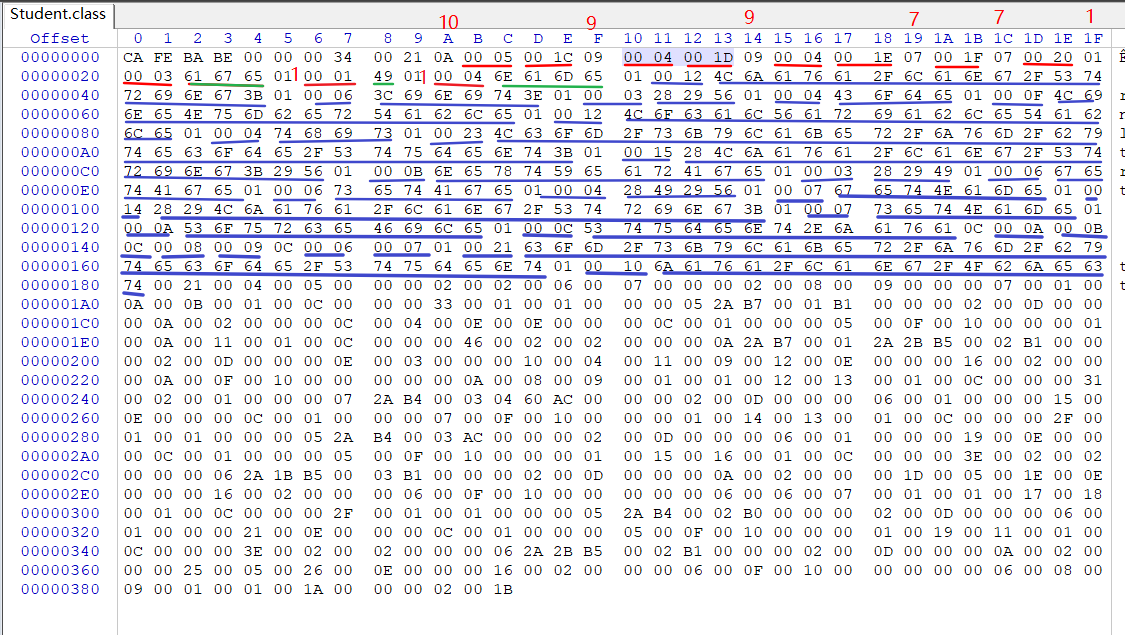 Student.class
10 9 9 7 7 1
Offset 0 1 2 3 4 5 6 7 8 9 A B C D E F 10 11 12 13 14 15 16 17 18 19 1A 1B 1C 1D 1E 1F
00000000 CA FE BA BE 00 00 00 34 00 21 0A 00 05 00 1C 09 00 04 00 1D 09 00 04 00 1E 07 00 1F 07 00 20 01 Ê
00000020 00 03 61 67 65 01 1 00 01 49 01 1 00 04 6E 61 6D 65 01 00 12 4C 6A 61 76 61 2F 6C 61 6E 67 2F 53 74
00000040 72 69 6E 67 3B 01 00 06 3C 69 6E 69 74 3E 01 00 03 28 29 56 01 00 04 43 6F 64 65 01 00 0F 4C 69 r
00000060 6E 65 4E 75 6D 62 65 72 54 61 62 6C 65 01 00 12 4C 6F 63 61 6C 56 61 72 69 61 62 6C 65 54 61 62
00000080 6C 65 01 00 04 74 68 69 73 01 00 23 4C 63 6F 6D 2F 73 6B 79 6C 61 6B 65 72 2F 6A 76 6D 2F 62 79
000000A0 74 65 63 6F 64 65 2F 53 74 75 64 65 6E 74 3B 01 00 15 28 4C 6A 61 76 61 2F 6C 61 6E 67 2F 53 74 t
000000C0 72 69 6E 67 3B 29 56 01 00 0B 6E 65 78 74 59 65 61 72 41 67 65 01 00 03 28 29 49 01 00 06 67 65 r
000000E0 74 41 67 65 01 00 06 73 65 74 41 67 65 01 00 04 28 49 29 56 01 00 07 67 65 74 4E 61 6D 65 01 00 t
00000100 14 28 29 4C 6A 61 76 61 2F 6C 61 6E 67 2F 53 74 72 69 6E 67 3B 01 00 07 73 65 74 4E 61 6D 65 01
00000120 00 0A 53 6F 75 72 63 65 46 69 6C 65 01 00 0C 53 74 75 64 65 6E 74 2E 6A 61 76 61 0C 00 0A 00 0B
00000140 0C 00 08 00 09 0C 00 06 00 07 01 00 21 63 6F 6D 2F 73 6B 79 6C 61 6B 65 72 2F 6A 76 6D 2F 62 79
00000160 74 65 63 6F 64 65 2F 53 74 75 64 65 6E 74 01 00 10 6A 61 76 61 2F 6C 61 6E 67 2F 4F 62 6A 65 63 t
00000180 74 00 21 00 04 00 05 00 00 00 02 00 02 00 06 00 07 00 00 00 02 00 08 00 09 00 00 00 07 00 01 00 t
000001A0 0A 00 0B 00 01 00 0C 00 00 00 33 00 01 00 01 00 00 00 05 2A B7 00 01 B1 00 00 00 02 00 0D 00 00
000001C0 00 0A 00 02 00 00 00 0C 00 04 00 0E 00 0E 00 00 00 0C 00 01 00 00 00 05 00 0F 00 10 00 00 00 01
000001E0 00 0A 00 11 00 01 00 0C 00 00 00 46 00 02 00 02 00 00 00 0A 2A B7 00 01 2A 2B B5 00 02 B1 00 00
00000200 00 02 00 0D 00 00 00 0E 00 03 00 00 00 10 00 04 00 11 00 09 00 12 00 0E 00 00 00 16 00 02 00 00
00000220 00 0A 00 0F 00 10 00 00 00 00 00 0A 00 08 00 09 00 01 00 01 00 12 00 13 00 01 00 0C 00 00 00 31
00000240 00 02 00 01 00 00 00 07 2A B4 00 03 04 60 AC 00 00 00 02 00 0D 00 00 00 06 00 01 00 00 00 15 00
00000260 0E 00 00 00 0C 00 01 00 00 00 07 00 0F 00 10 00 00 00 01 00 14 00 13 00 01 00 0C 00 00 00 2F 00
00000280 01 00 01 00 00 00 05 2A B4 00 03 AC 00 00 00 02 00 0D 00 00 00 06 00 01 00 00 00 19 00 0E 00 00
000002A0 00 0C 00 01 00 00 00 05 00 0F 00 10 00 00 00 01 00 15 00 16 00 01 00 0C 00 00 00 3E 00 02 00 02
000002C0 00 00 00 06 2A 1B B5 00 03 B1 00 00 00 02 00 0D 00 00 00 0A 00 02 00 00 00 1D 00 05 00 1E 00 0E
000002E0 00 00 00 16 00 02 00 00 00 06 00 0F 00 10 00 00 00 00 00 06 00 06 00 07 00 01 00 01 00 17 00 18
00000300 00 01 00 0C 00 00 00 2F 00 01 00 01 00 00 00 05 2A B4 00 02 B0 00 00 00 02 00 0D 00 00 00 06 00
00000320 01 00 00 00 21 00 0E 00 00 00 0C 00 01 00 00 00 05 00 0F 00 10 00 00 00 01 00 19 00 11 00 01 00
00000340 0C 00 00 00 3E 00 02 00 02 00 00 00 06 2A 2B B5 00 02 B1 00 00 00 02 00 0D 00 00 00 0A 00 02 00
00000360 00 00 25 00 05 00 26 00 0E 00 00 00 16 00 02 00 00 00 06 00 0F 00 10 00 00 00 00 00 06 00 08 00
00000380 09 00 01 00 01 00 1A 00 00 00 02 00 1B